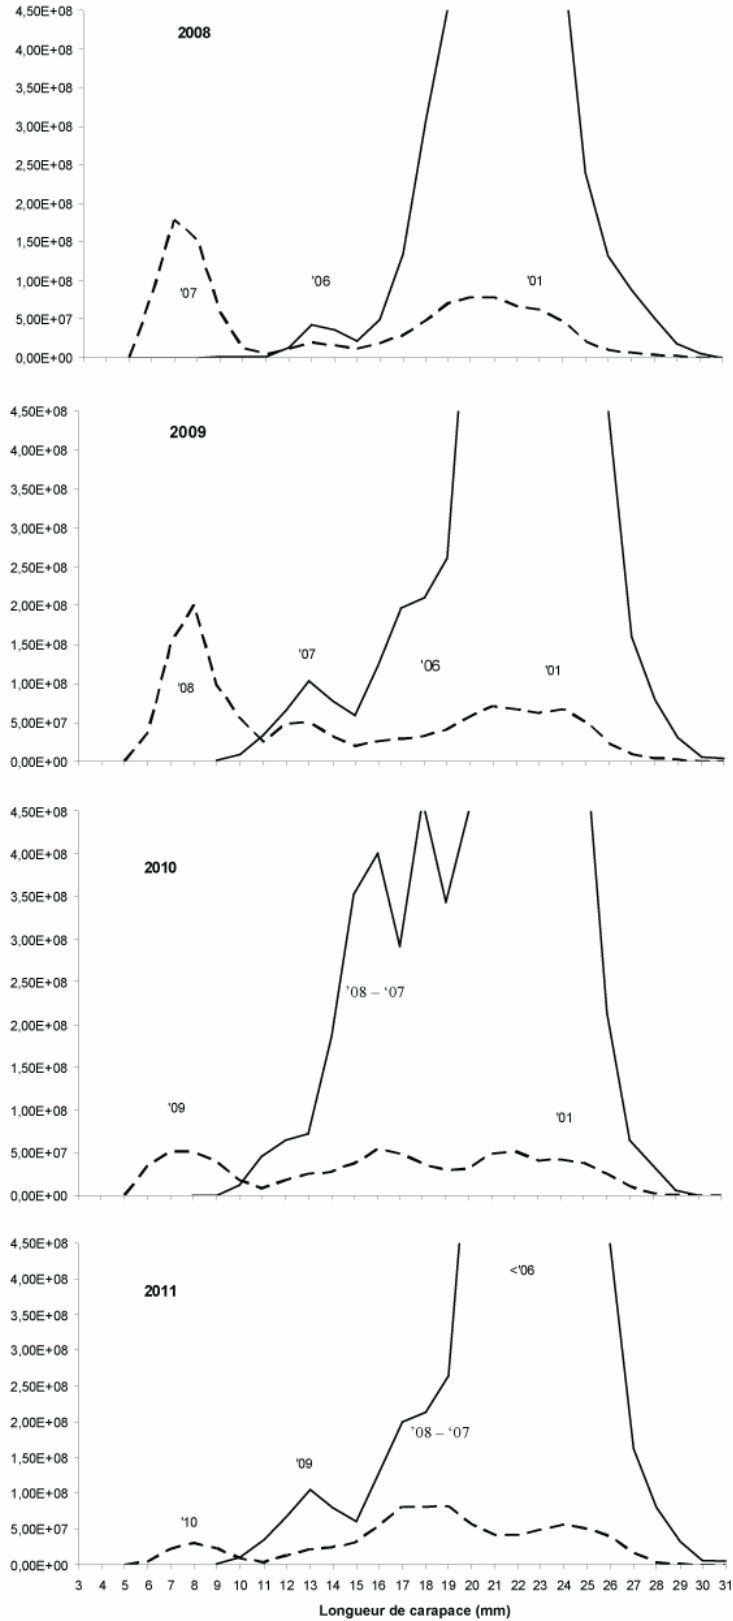 4,50E+08
2008
4,00E+08
3,50E+08
3,00E+08
2,50E+08
2,00E+08
1,50E+08
1,00E+08
'07
'06
'01
5,00E+07
0,00E+00
4,50E+08
2009
4,00E+08
3,50E+08
3,00E+08
2,50E+08
2,00E+08
1,50E+08
'07
'06
'01
1,00E+08
'08
5,00E+07
0,00E+00
4,50E+08
4,00E+08
2010
3,50E+08
3,00E+08
2,50E+08
'08 – '07
2,00E+08
1,50E+08
1,00E+08
'09
'01
5,00E+07
0,00E+00
4,50E+08
<'06
4,00E+08
2011
3,50E+08
3,00E+08
2,50E+08
2,00E+08
'08 – '07
1,50E+08
'09
1,00E+08
'10
5,00E+07
0,00E+00
3 4 5 6 7 8 9 10 11 12 13 14 15 16 17 18 19 20 21 22 23 24 25 26 27 28 29 30 31
Longueur de carapace (mm)